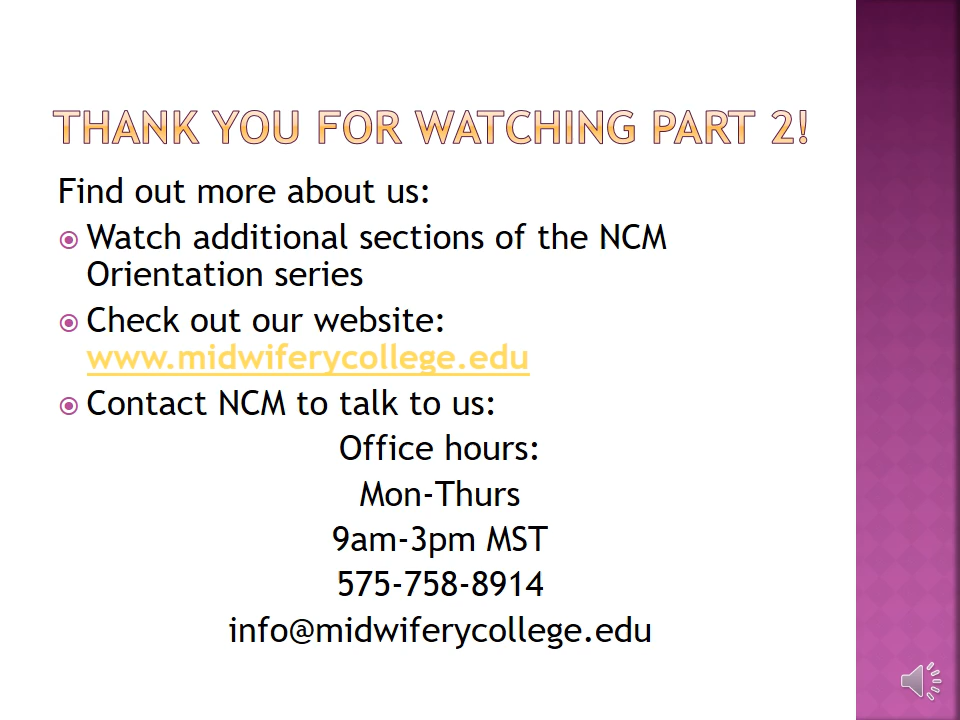 THANK YOU FOR WATCHING PART 2!
Find out more about us:
Watch additional sections of the NCM
Orientation series
Check out our website:
www.midwiferycollege.edu
Contact NCM to talk to us:
Office hours:
Mon-Thurs
9am-3pm MST
575-758-8914
info@midwiferycollege.edu